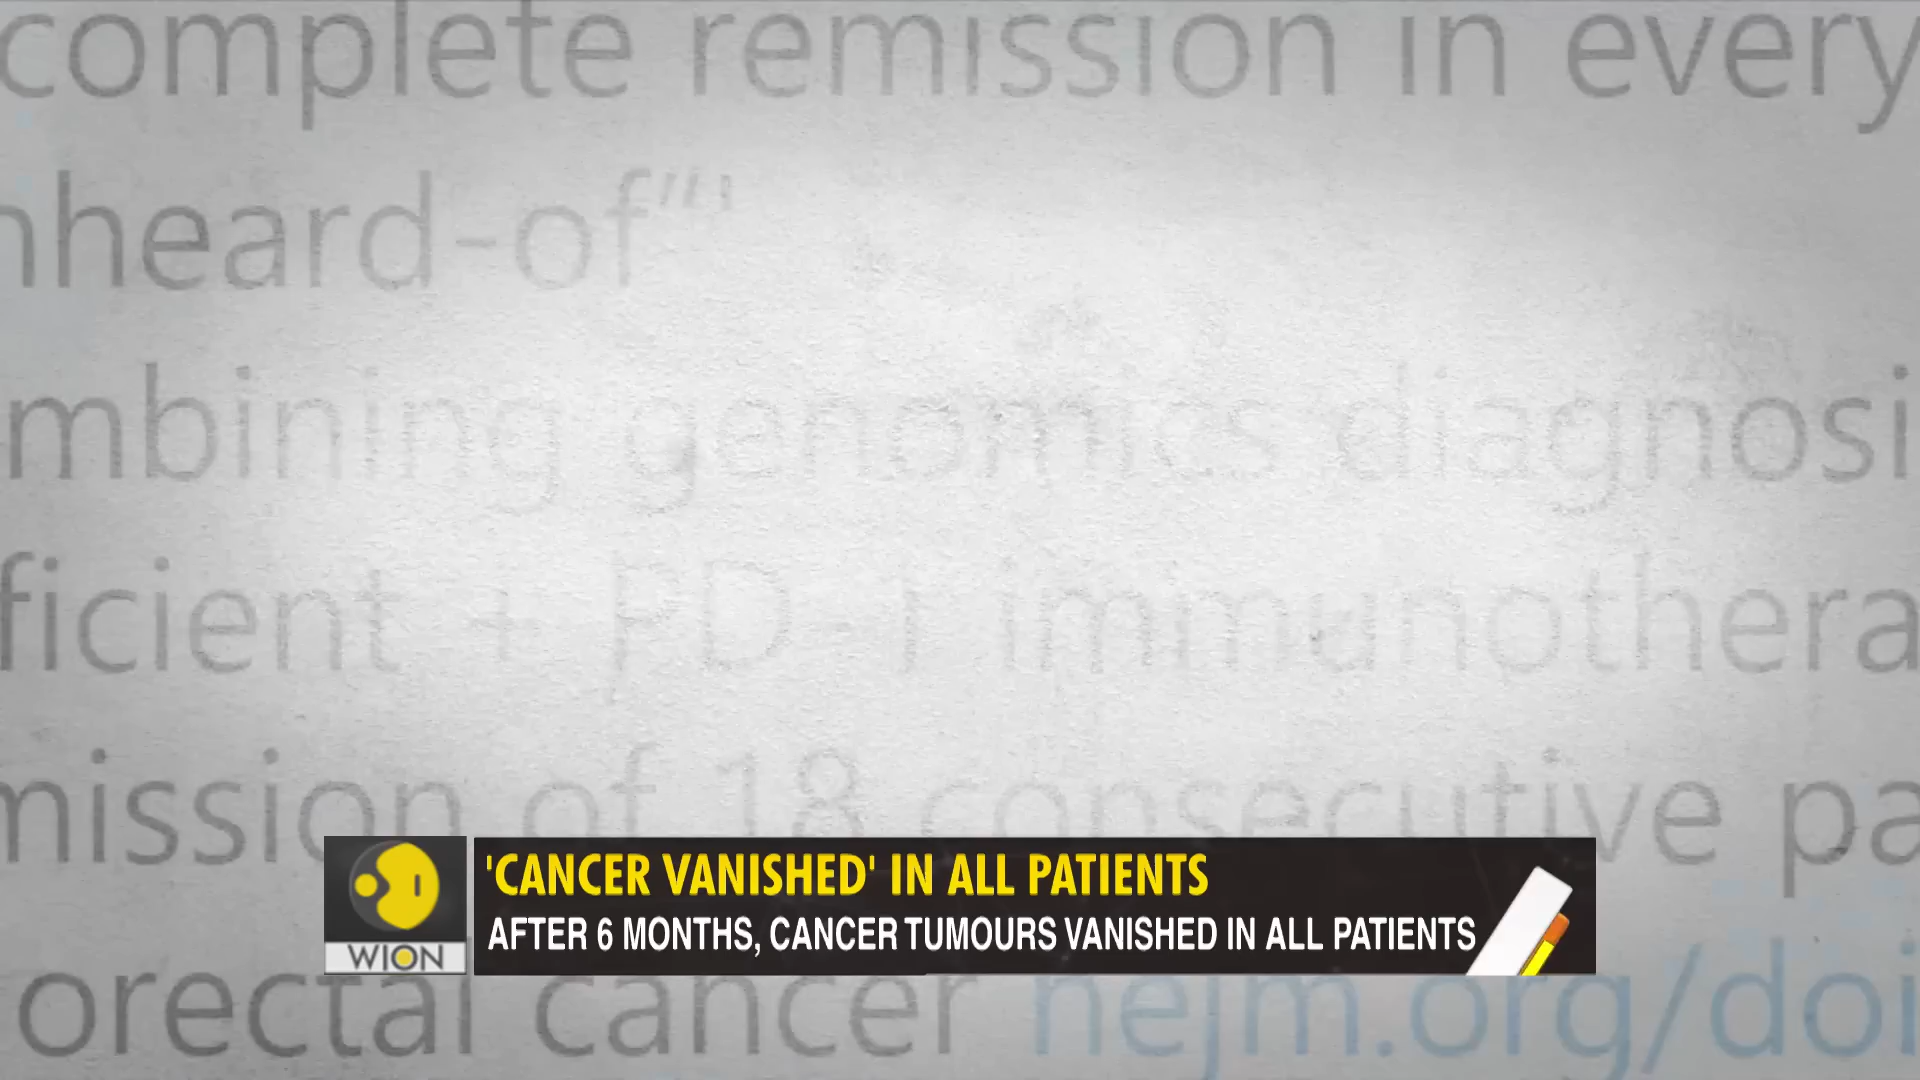 complete remission in every
nheard-of"'
mbining genomics diagnosi
ficient + PD-1 immunothera
mission of 18 consecutive pa
'CANCER VANISHED' IN ALL PATIENTS
AFTER 6 MONTHS, CANCER TUMOURS VANISHED IN ALL PATIENTS
WION
orectal cancer nejm.org/doi